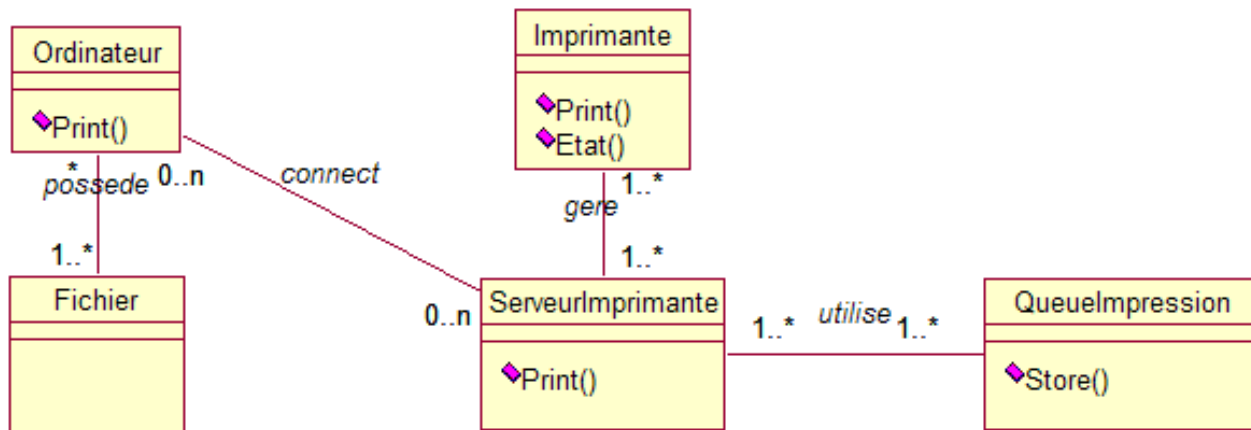 Ordinateur
Print()
Imprimante
Print()
Etat()
*
possede
0..n
connect
1..*
gere
1..*
1..*
Fichier
0..n
ServeurImprimante
Print()
1..*
utilise
1..*
QueueImpression
Store()